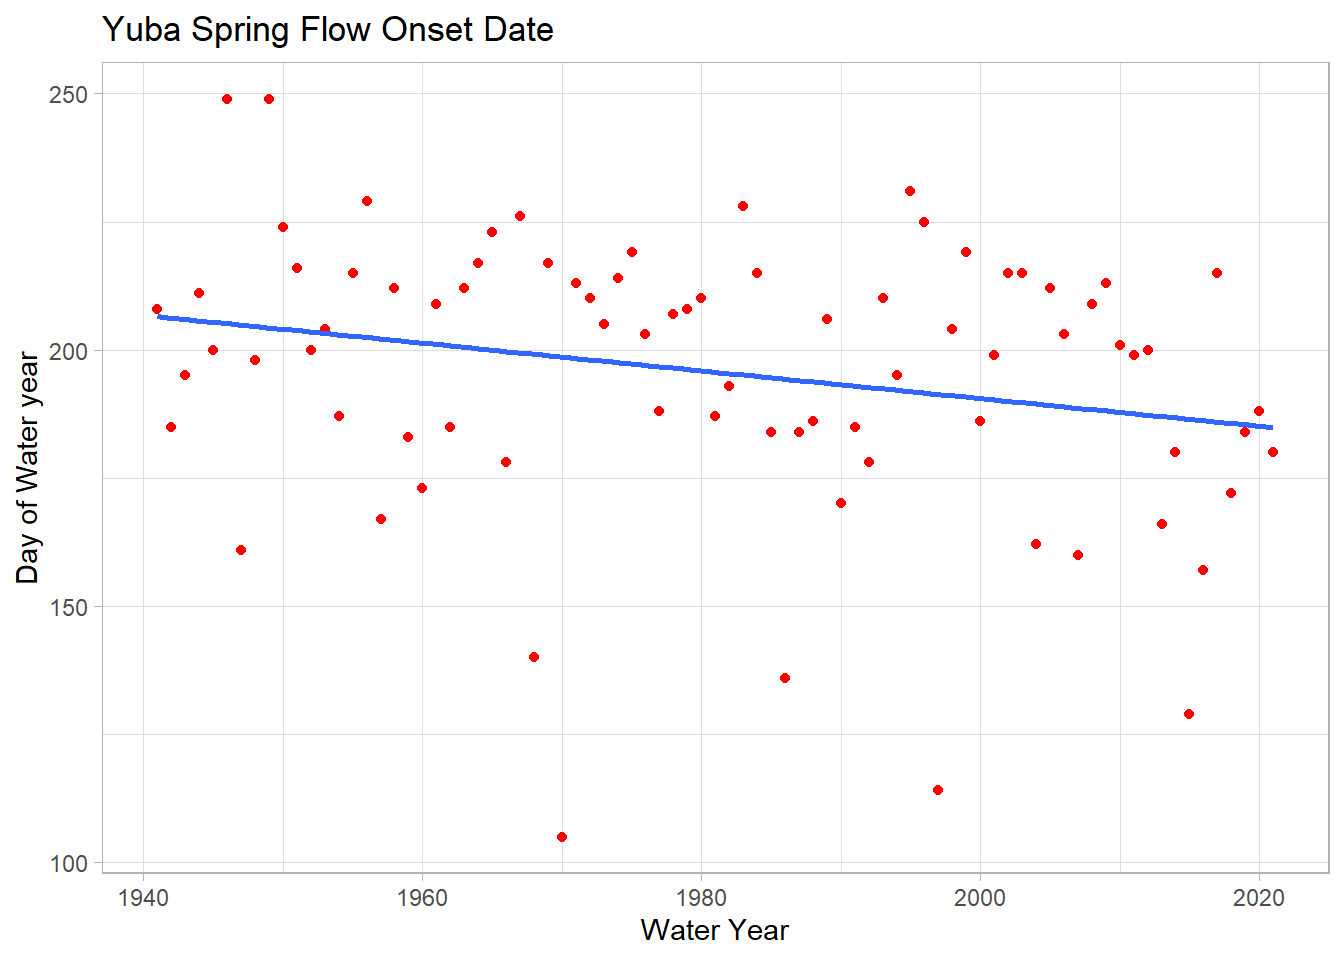 Yuba Spring Flow Onset Date
250
200
150
100
Day of Water year
1940 1960 1980 2000 2020
Water Year